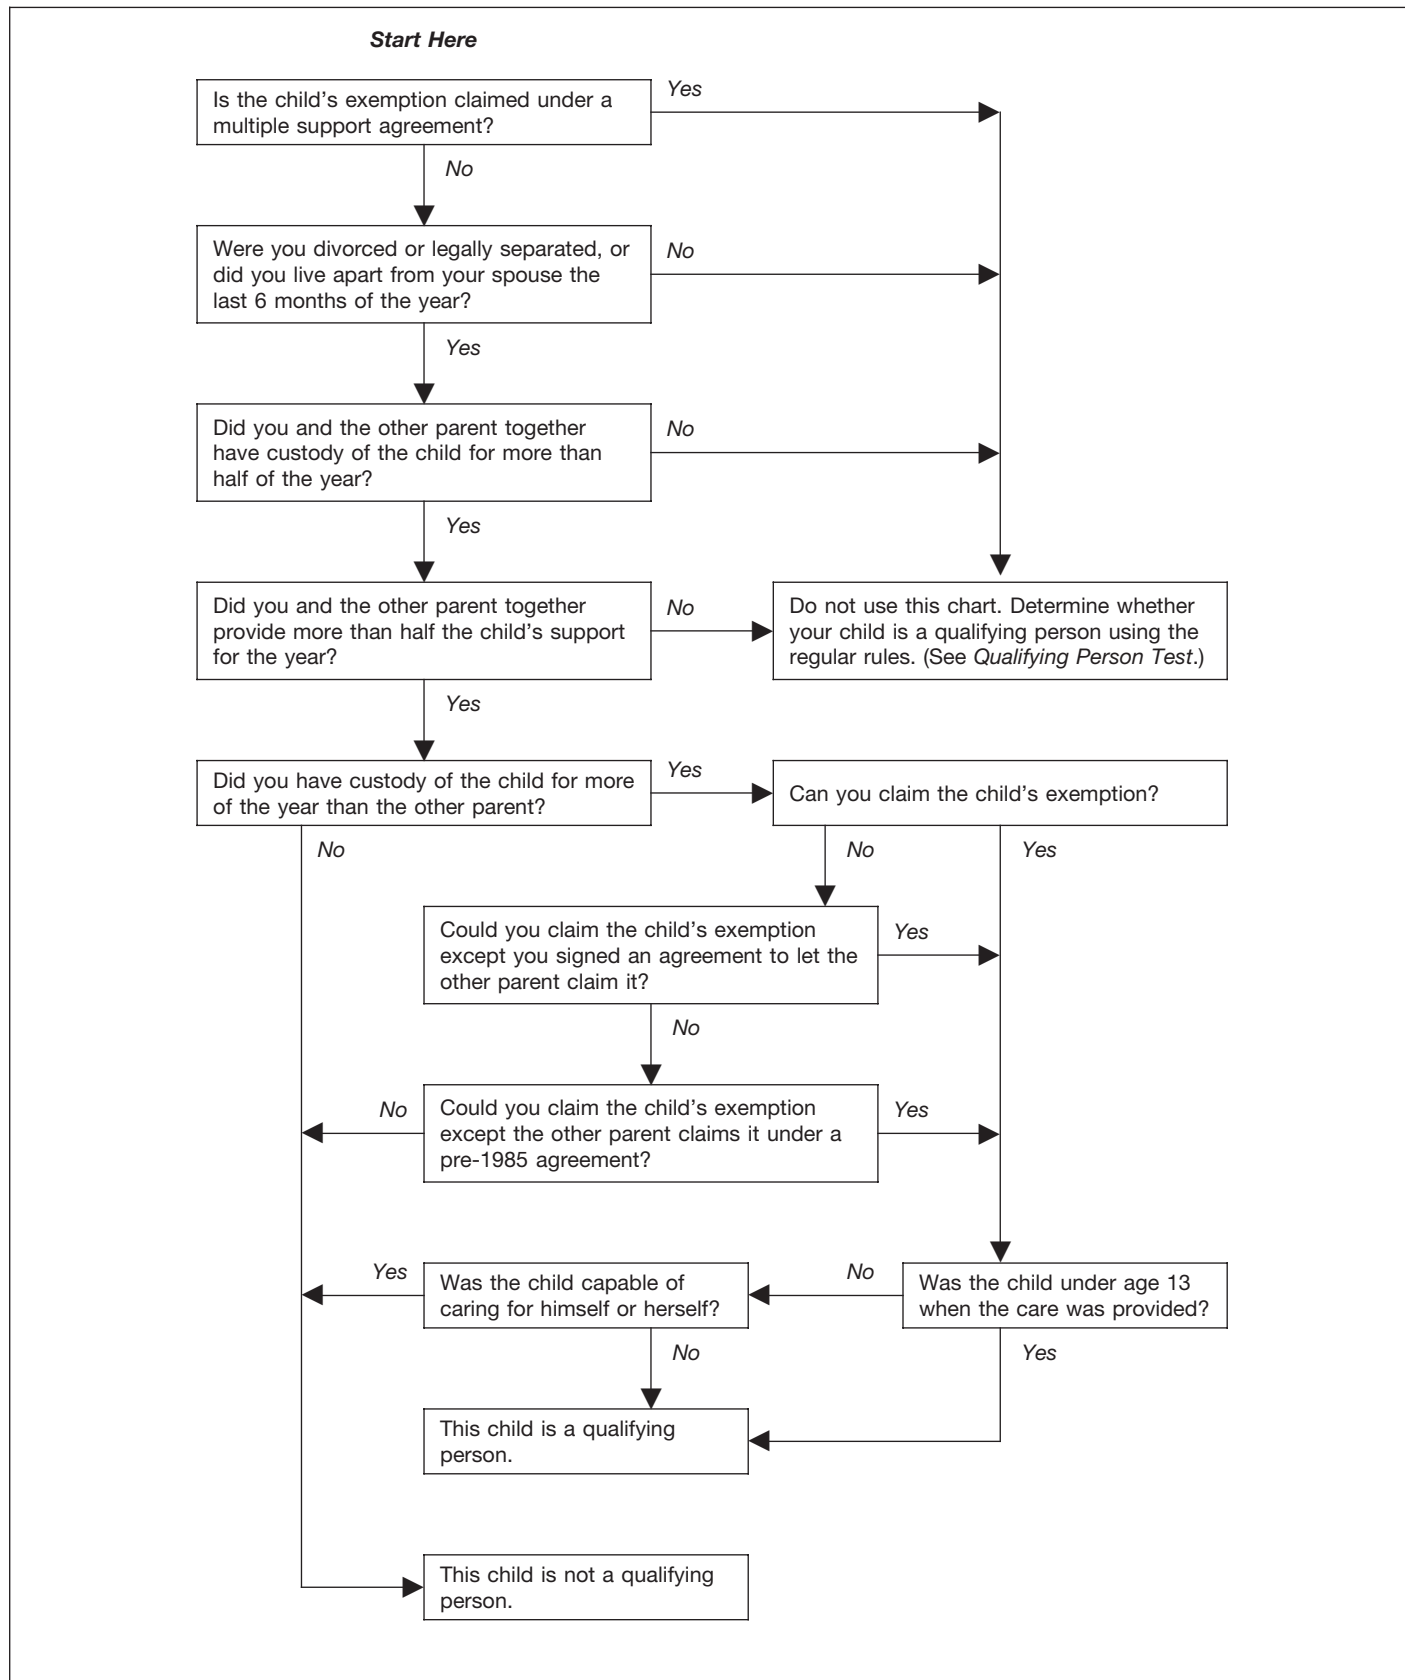 Start Here
Is the child's exemption claimed under a
multiple support agreement?
Yes
No
Were you divorced or legally separated, or
did you live apart from your spouse the
last 6 months of the year?
No
Yes
Did you and the other parent together
have custody of the child for more than
half of the year?
No
Yes
Did you and the other parent together
provide more than half the child's support
for the year?
No
Do not use this chart. Determine whether
your child is a qualifying person using the
regular rules. (See Qualifying Person Test.)
Yes
Did you have custody of the child for more
of the year than the other parent?
Yes
Can you claim the child's exemption?
No
No
Yes
Could you claim the child's exemption
except you signed an agreement to let the
other parent claim it?
Yes
No
No
Could you claim the child's exemption
except the other parent claims it under a
pre-1985 agreement?
Yes
Yes
Was the child capable of
caring for himself or herself?
No
Was the child under age 13
when the care was provided?
No
Yes
This child is a qualifying
person.
This child is not a qualifying
person.